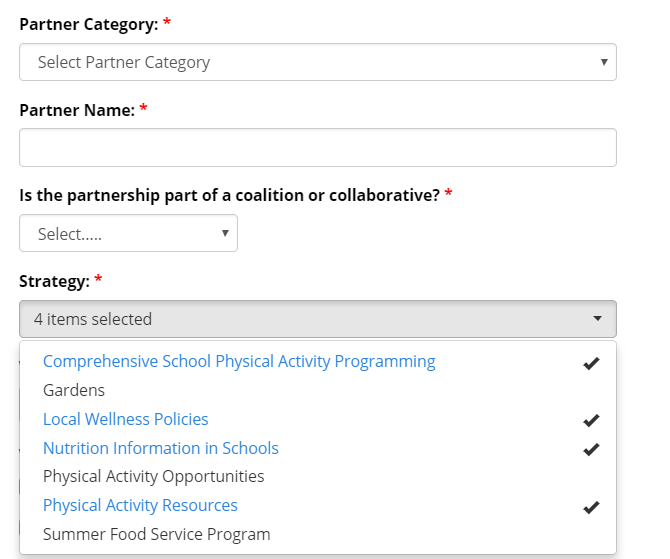 Partner Category: *
Select Partner Category
Partner Name: *
Is the partnership part of a coalition or collaborative? *
Select.....
Strategy: *
4 items selected
Comprehensive School Physical Activity Programming
Gardens
Local Wellness Policies
Nutrition Information in Schools
Physical Activity Opportunities
Physical Activity Resources
Summer Food Service Program